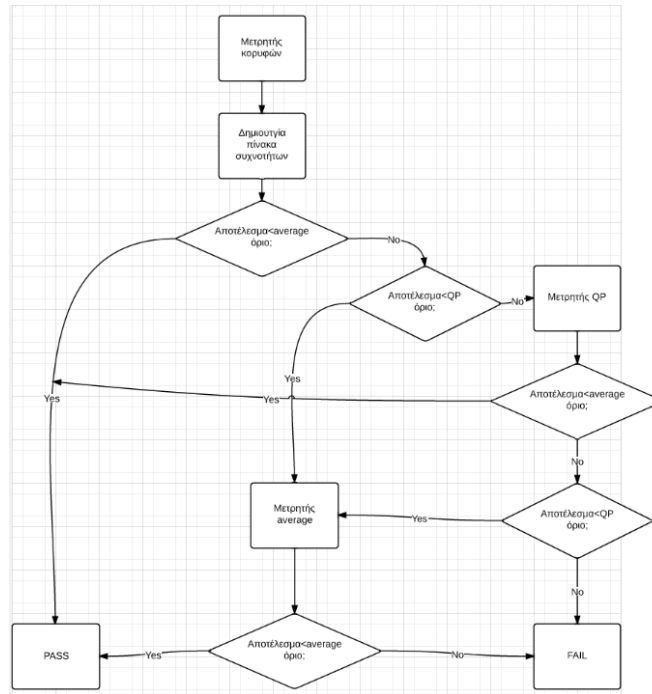 Μετρητής
κορυφών
Δημιουτγία
πίνακα
συχνοτήτων
Αποτέλεσμα<average
όριο;
No
Αποτέλεσμα<QP
όριο;
No
Μετρητής QP
Yes
Yes
Yes
Αποτέλεσμα<average
όριο;
No
Μετρητής
average
Yes
Αποτέλεσμα<QP
όριο;
No
PASS
Yes
Αποτέλεσμα<average
όριο;
No
FAIL